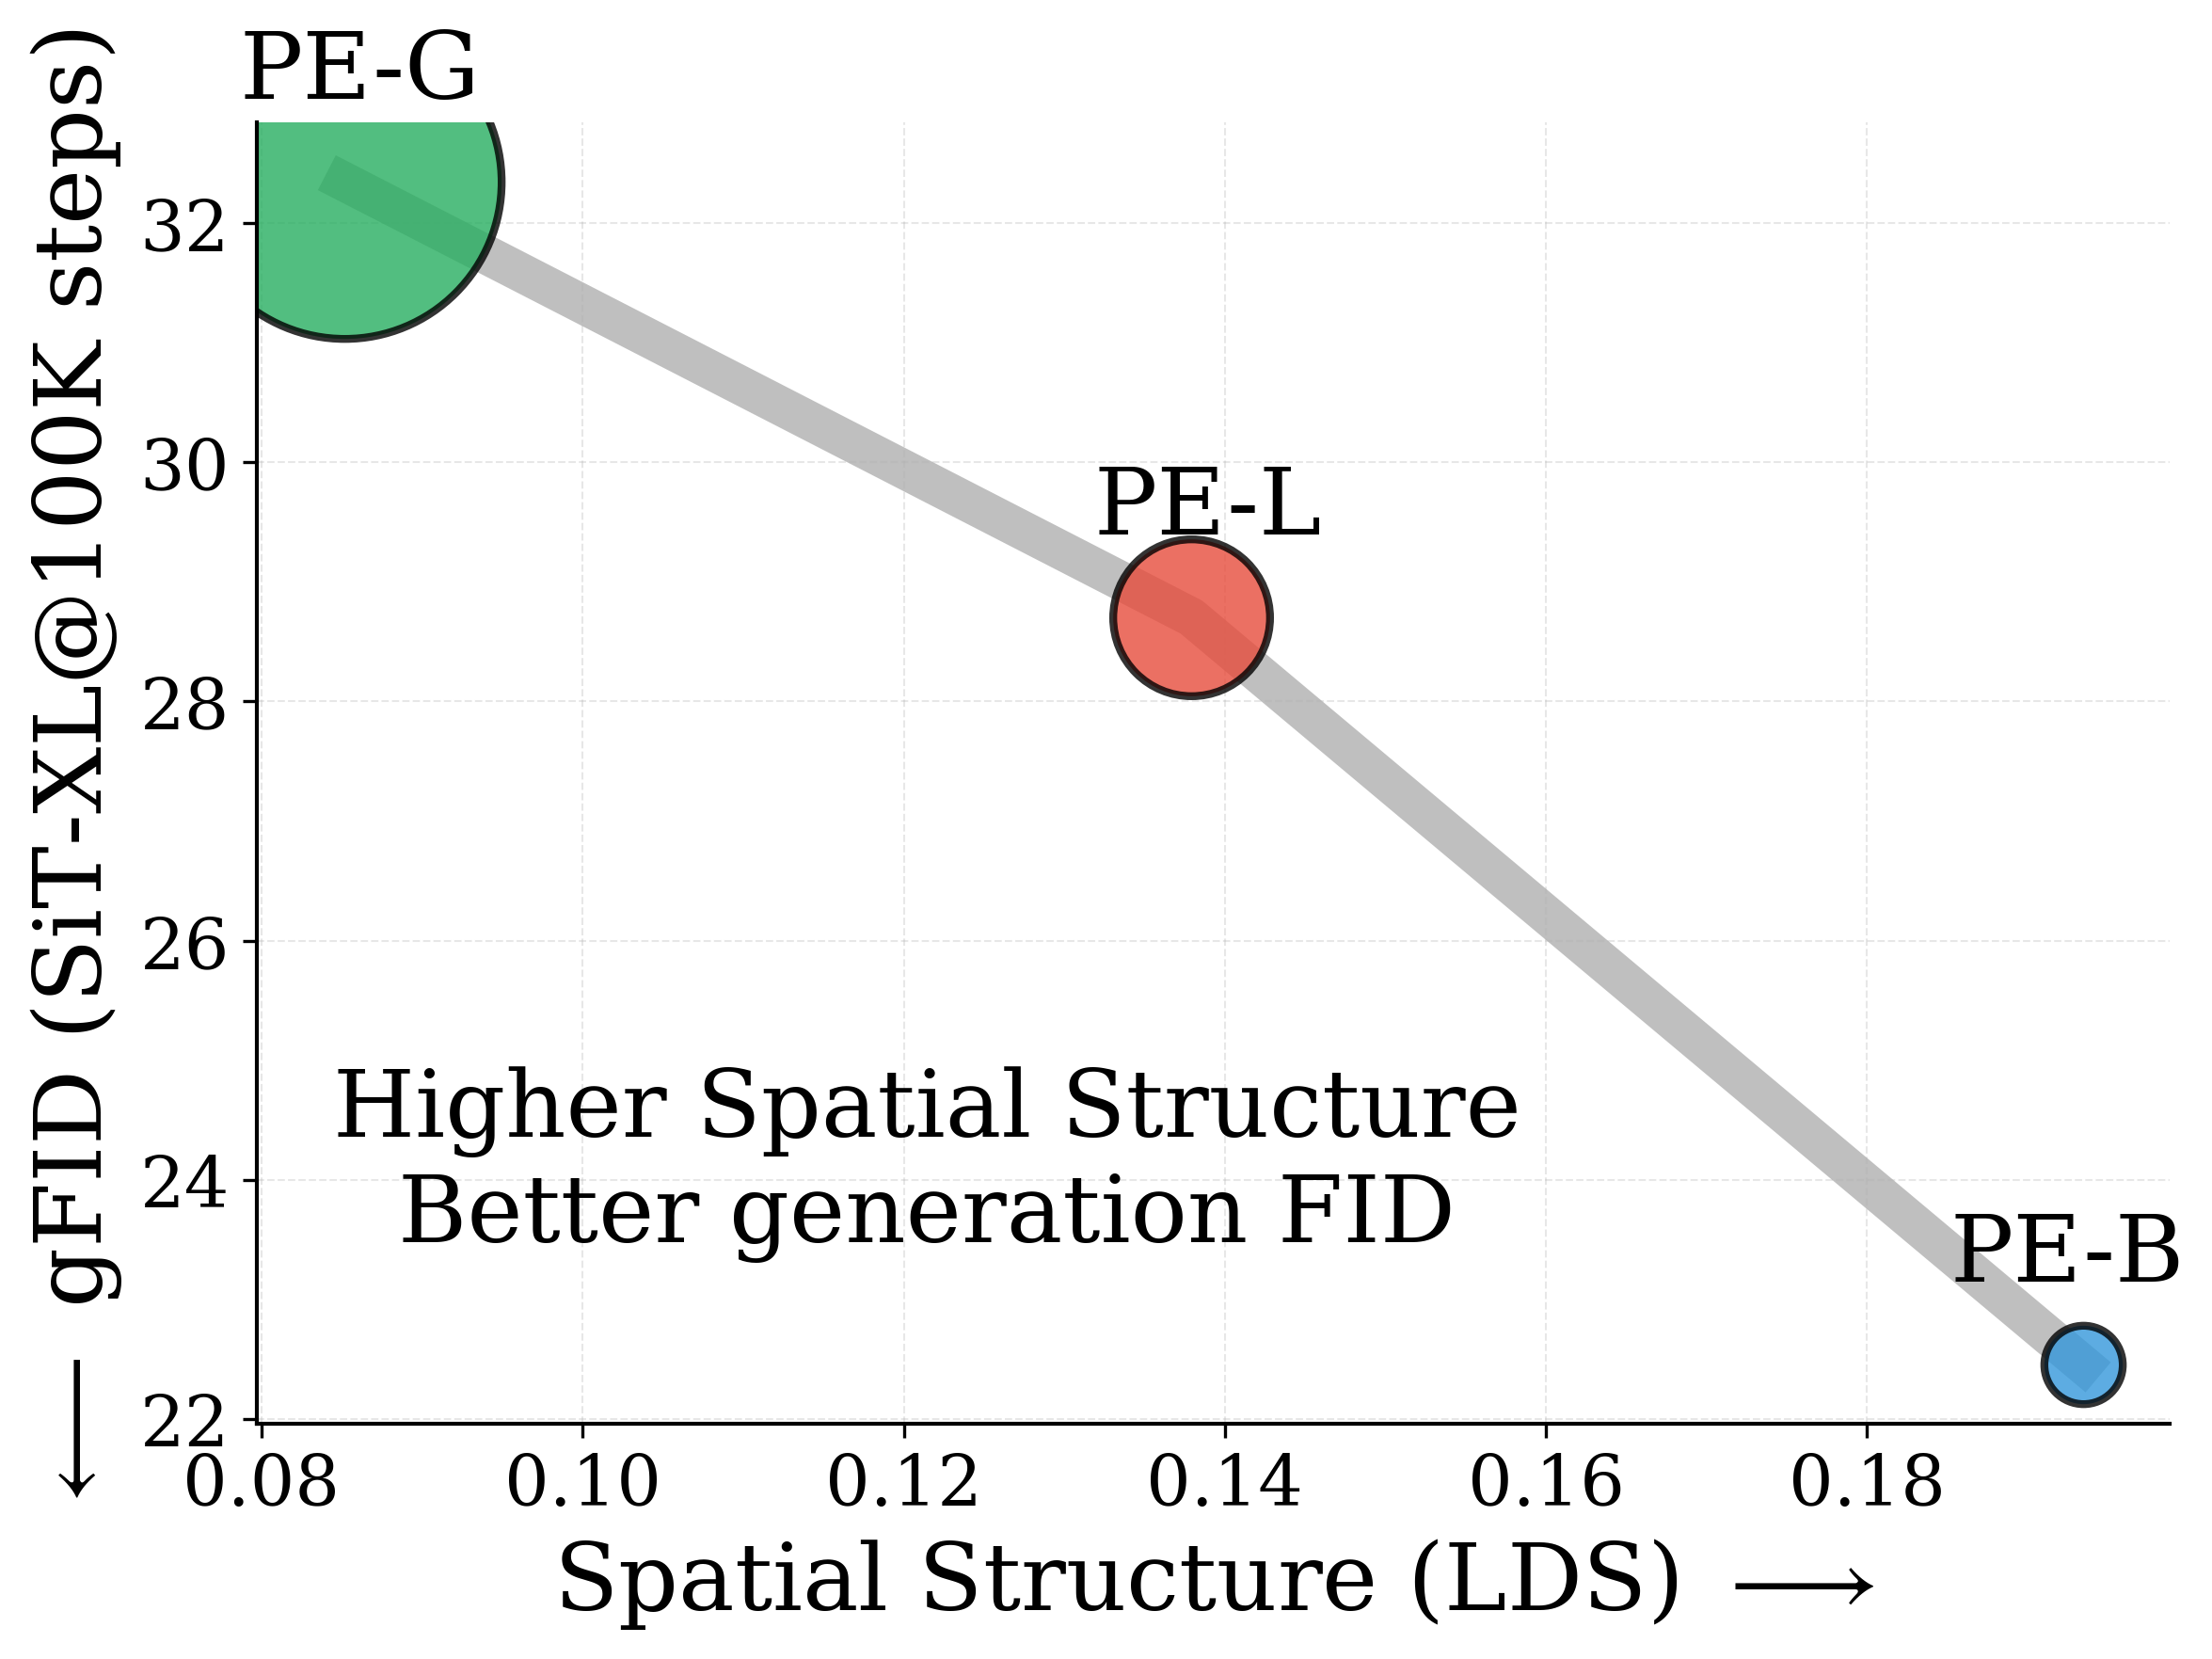 PE-G
gFID (SiT-XL@100K steps)
32
30
28
26
24
22
PE-L
Higher Spatial Structure
Better generation FID
PE-B
0.08 0.10 0.12 0.14 0.16 0.18
Spatial Structure (LDS) ⟶